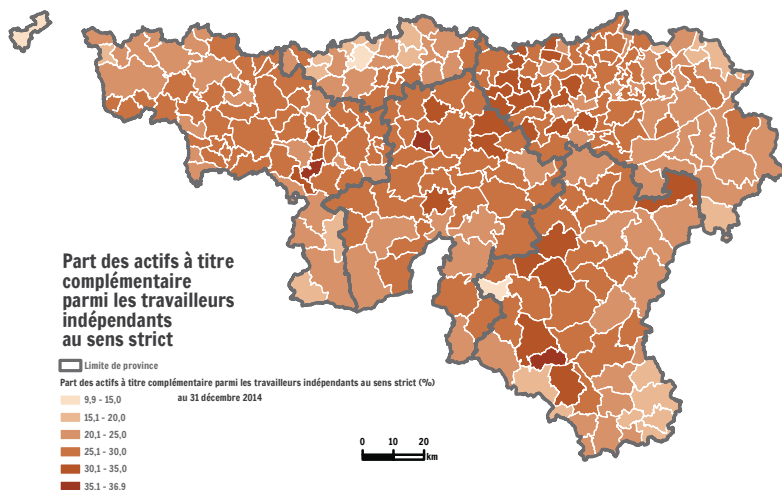 Part des actifs à titre
complémentaire
parmi les travailleurs
indépendants
au sens strict
Limite de province
Part des actifs à titre complémentaire parmi les travailleurs indépendants au sens strict (%)
au 31 décembre 2014
9,9 - 15,0
15,1 - 20,0
20,1 - 25,0
25,1 - 30,0
30,1 - 35,0
35,1 - 36,9
0 10 20
km